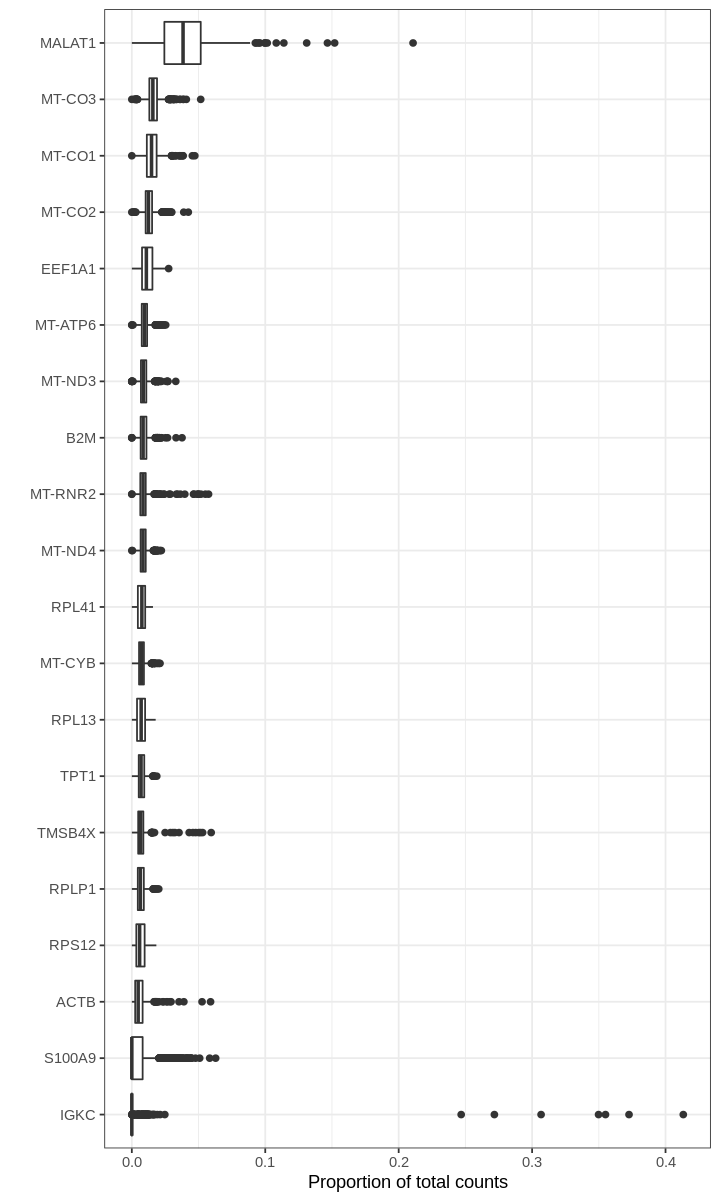 MALAT1
MT-CO3
MT-CO1
MT-CO2
EEF1A1
MT-ATP6
MT-ND3
B2M
MT-RNR2
MT-ND4
RPL41
MT-CYB
RPL13
TPT1
TMSB4X
RPLP1
RPS12
ACTB
S100A9
IGKC
0.0 0.1 0.2 0.3 0.4
Proportion of total counts